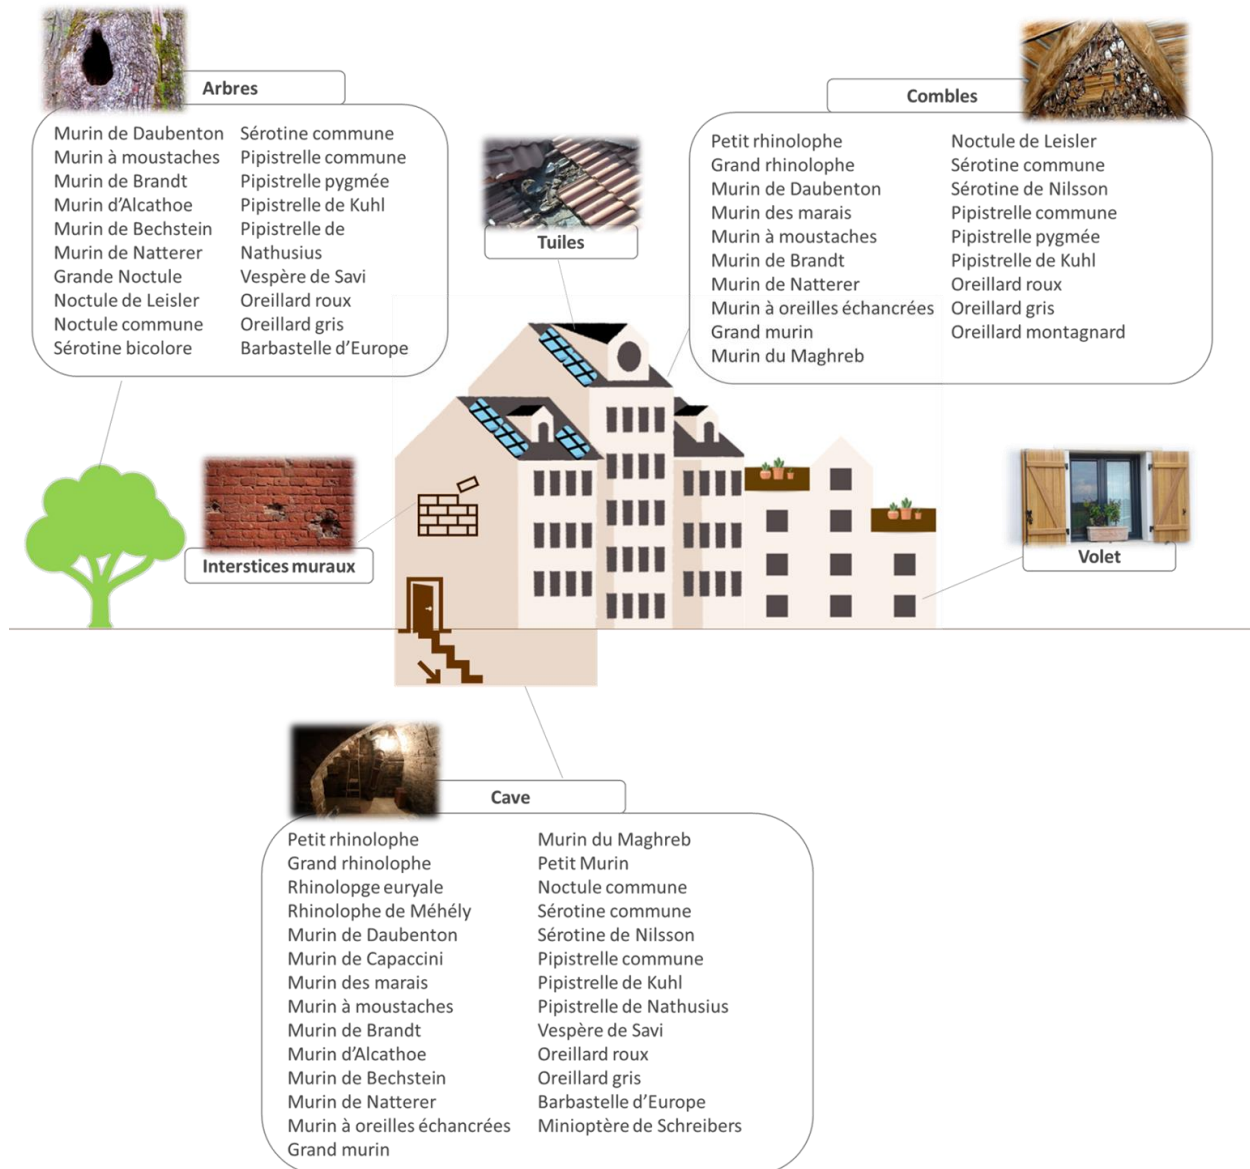 Arbres
Murin de Daubenton
Murin à moustaches
Murin de Brandt
Murin d’Alcathoe
Murin de Bechstein
Murin de Natterer
Grande Noctule
Noctule de Leisler
Noctule commune
Sérotine bicolore
Sérotine commune
Pipistrelle commune
Pipistrelle pygmée
Pipistrelle de Kuhl
Pipistrelle de
Nathusius
Vespère de Savi
Oreillard roux
Oreillard gris
Barbastelle d’Europe
Tuiles
Combles
Petit rhinolophe
Grand rhinolophe
Murin de Daubenton
Murin des marais
Murin à moustaches
Murin de Brandt
Murin de Natterer
Murin à oreilles échancrées
Grand murin
Murin du Maghreb
Noctule de Leisler
Sérotine commune
Sérotine de Nilsson
Pipistrelle commune
Pipistrelle pygmée
Pipistrelle de Kuhl
Oreillard roux
Oreillard gris
Oreillard montagnard
Interstices muraux
Volet
Cave
Petit rhinolophe
Grand rhinolophe
Rhinolopge euryale
Rhinolophe de Méhély
Murin de Daubenton
Murin de Capaccini
Murin des marais
Murin à moustaches
Murin de Brandt
Murin d’Alcathoe
Murin de Bechstein
Murin de Natterer
Murin à oreilles échancrées
Grand murin
Murin du Maghreb
Petit Murin
Noctule commune
Sérotine commune
Sérotine de Nilsson
Pipistrelle commune
Pipistrelle de Kuhl
Pipistrelle de Nathusius
Vespère de Savi
Oreillard roux
Oreillard gris
Barbastelle d’Europe
Minioptère de Schreibers